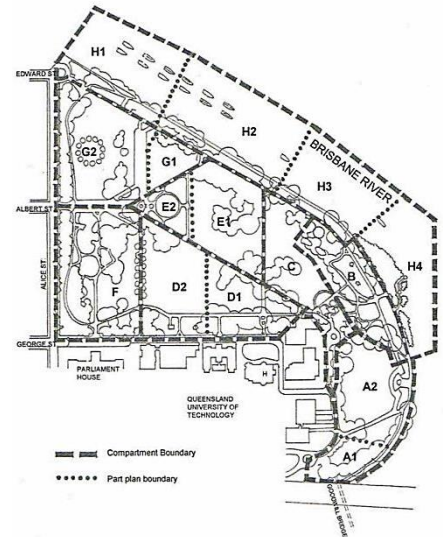 H1
EDWARD ST.
H2
G2
G1
BRISBANE RIVER
H3
E2
E1
ALBERT ST.
ALICE ST.
C
B
H4
F
D2
D1
GEORGE ST.
PARLIAMENT
HOUSE
H
A2
QUEENSLAND
UNIVERSITY OF
TECHNOLOGY
A1
Compartment Boundary
Part plan boundary
GOODWILL BRIDGE